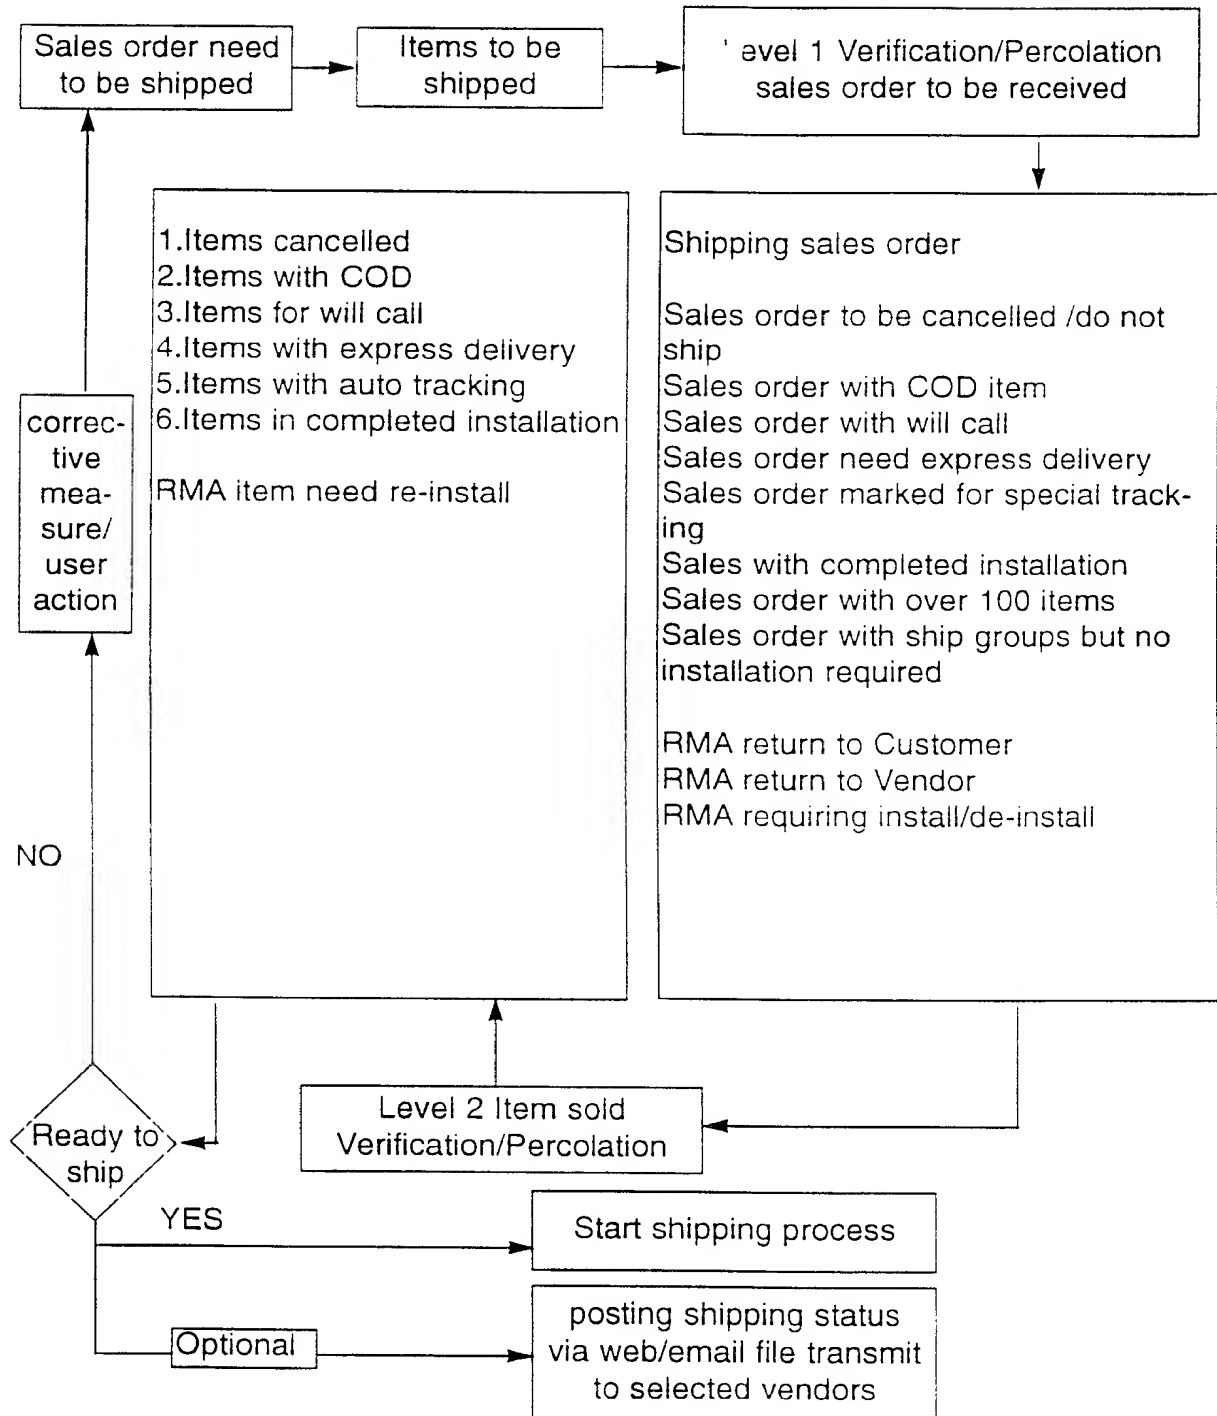 Sales order need
to be shipped
Items to be
shipped
evel 1 Verification/Percolation
sales order to be received
1.Items cancelled
2.Items with COD
3.Items for will call
4.Items with express delivery
5.Items with auto tracking
6.Items in completed installation
RMA item need re-install
Shipping sales order
Sales order to be cancelled /do not
ship
Sales order with COD item
Sales order with will call
Sales order need express delivery
Sales order marked for special track-
ing
Sales with completed installation
Sales order with over 100 items
Sales order with ship groups but no
installation required
RMA return to Customer
RMA return to Vendor
RMA requiring install/de-install
correc-
tive
mea-
sure/
user
action
NO
Level 2 Item sold
Verification/Percolation
Ready to
ship
YES
Start shipping process
Optional
posting shipping status
via web/email file transmit
to selected vendors